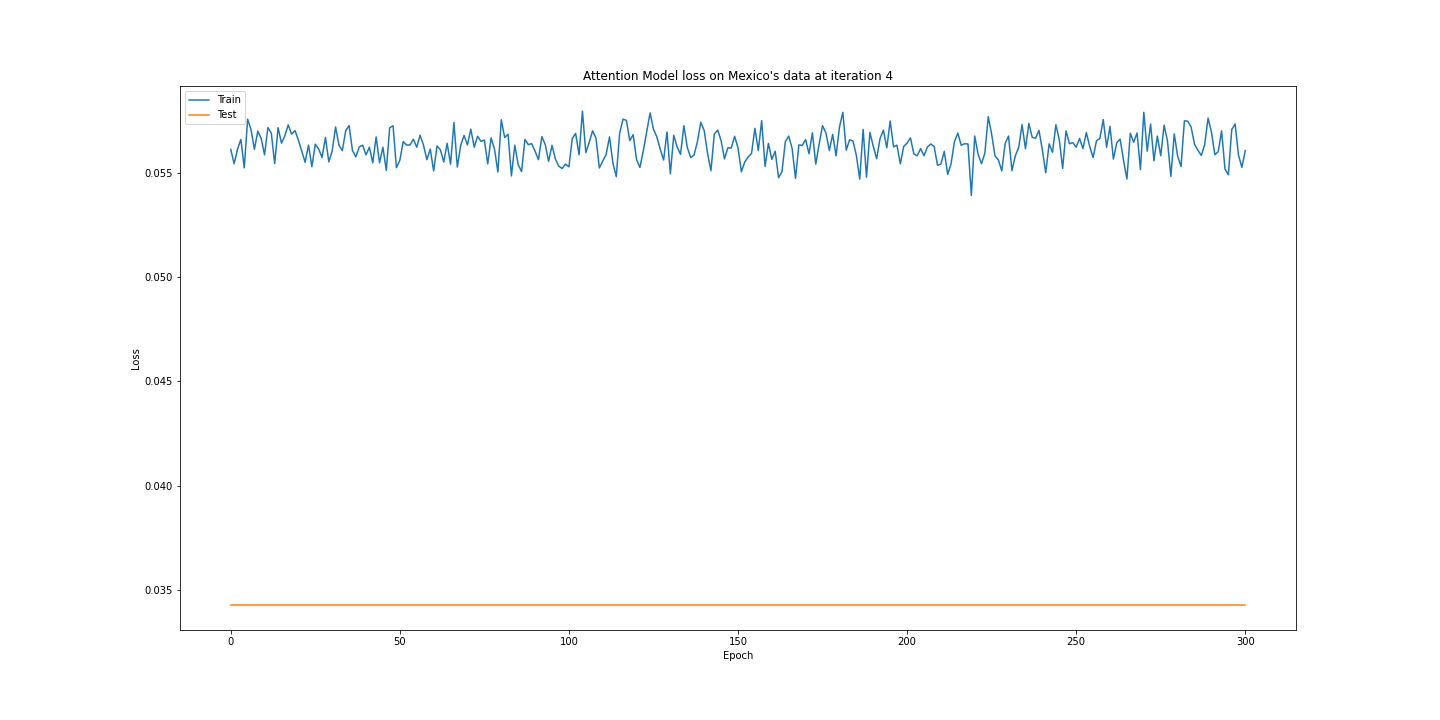 Attention Model loss on Mexico's data at iteration 4
Train
Test
0.055
0.050
0.045
0.040
0.035
Loss
0 50 100 150 200 250 300
Epoch